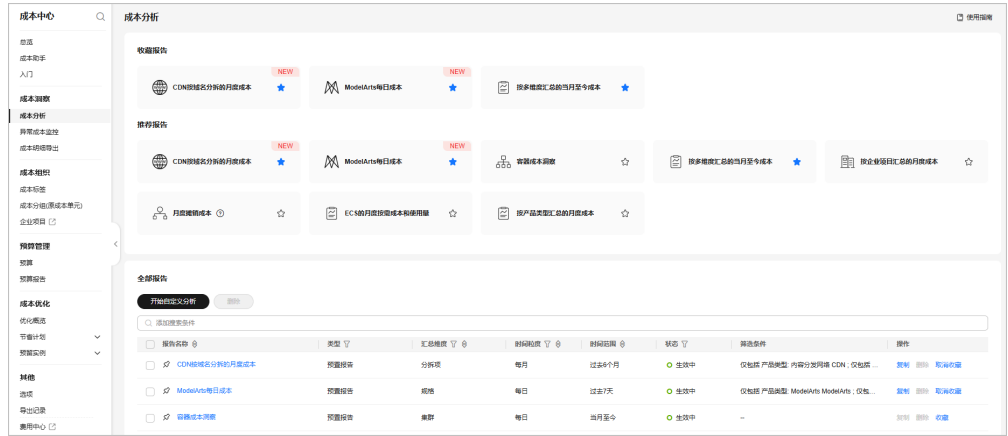 成本中心
总览
成本助手
入门
成本洞察
成本分析
异常成本监控
成本明细导出
成本组织
成本标签
成本分组(原成本单元)
企业项目
预算管理
预算
预算报告
成本优化
优化概览
节省计划
预留实例
其他
选项
导出记录
费用中心
成本分析
使用指南
收藏报告
NEW
CDN按域名分拆的月度成本
NEW
ModelArts每日成本
按多维度汇总的当月至今成本
推荐报告
NEW
CDN按域名分拆的月度成本
NEW
ModelArts每日成本
容器成本洞察
按多维度汇总的当月至今成本
按企业项目汇总的月度成本
月度摊销成本
ECS的月度按需成本和使用量
按产品类型汇总的月度成本
全部报告
开始自定义分析 删除
添加搜索条件
报告名称 类型 汇总维度 时间粒度 时间范围 状态 筛选条件 操作
CDN按域名分拆的月度成本 预置报告 分拆项 每月 过去6个月 生效中 仅包括 产品类型: 内容分发网络 CDN ; 仅包括 ... 复制 删除 取消收藏
ModelArts每日成本 预置报告 规格 每日 过去7天 生效中 仅包括 产品类型: ModelArts ModelArts ; 仅包... 复制 删除 取消收藏
容器成本洞察 预置报告 集群 每日 当月至今 生效中 -- 复制 删除 收藏